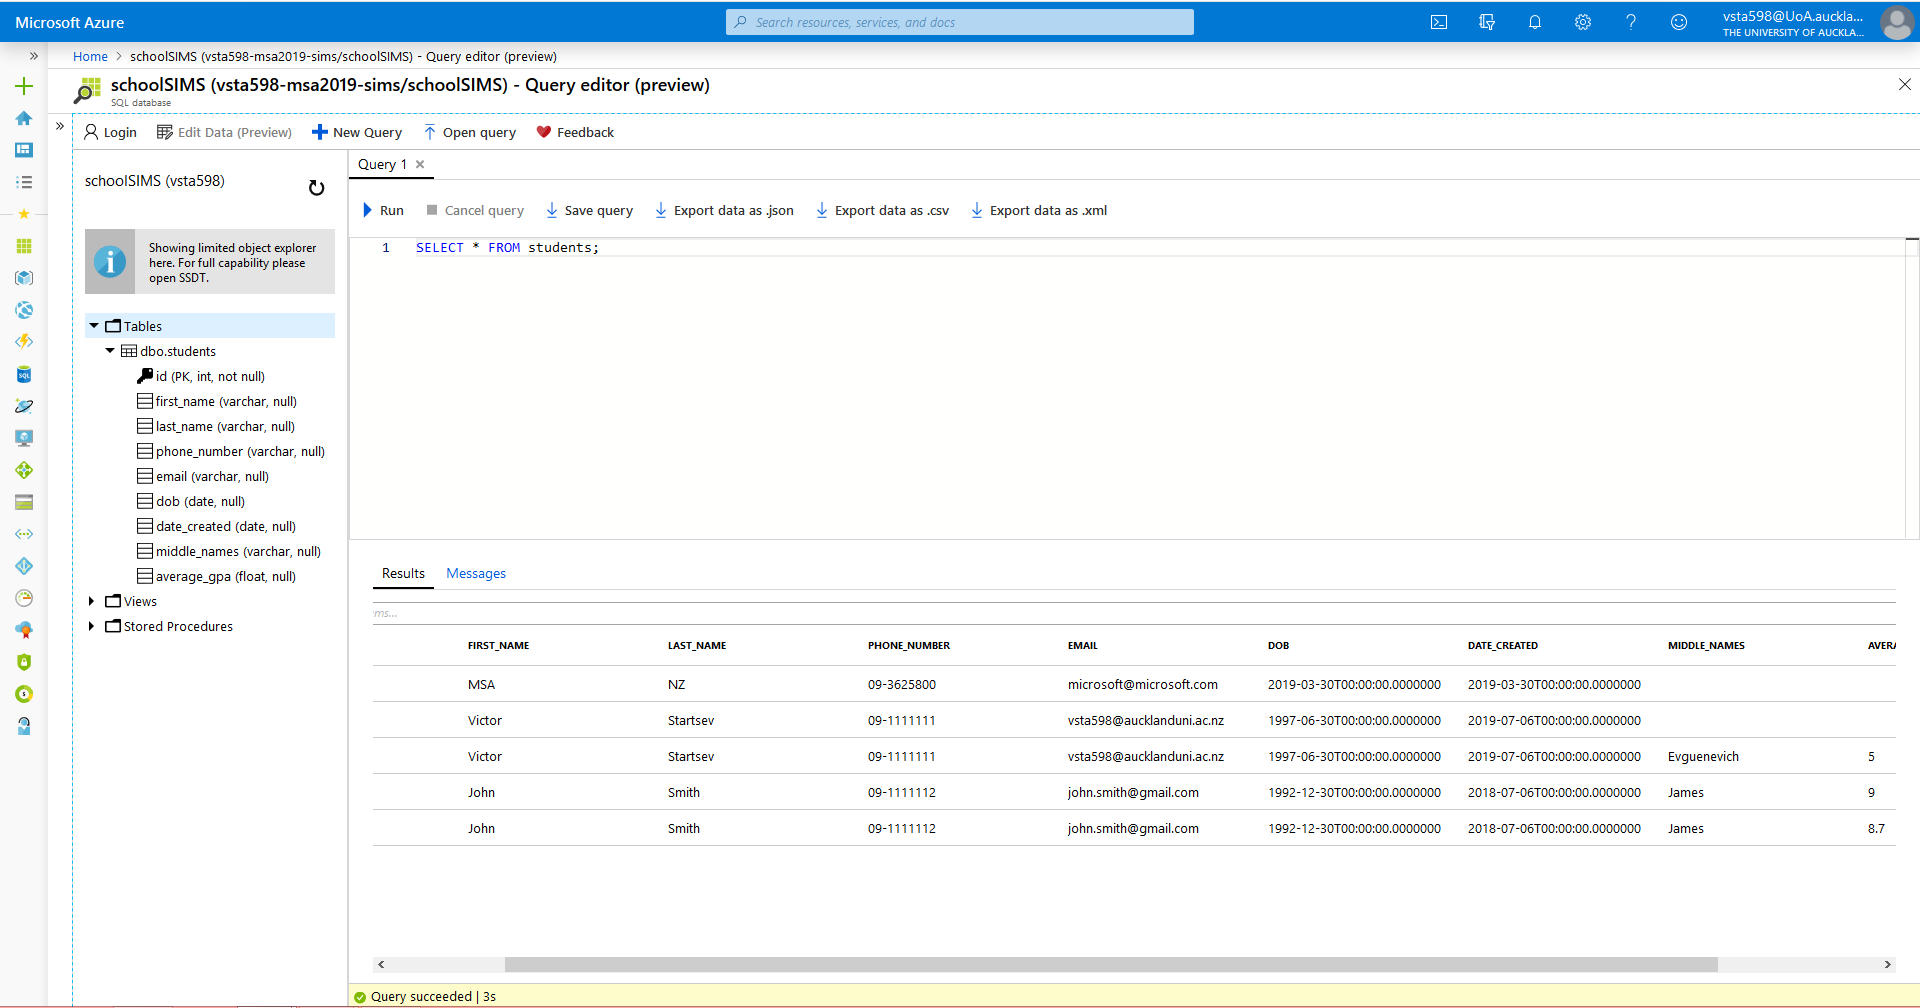 Microsoft Azure
Search resources, services, and docs
vsta598@UoA.auckla...
THE UNIVERSITY OF AUCKLA...
Home > schoolSIMS (vsta598-msa2019-sims/schoolSIMS) - Query editor (preview)
schoolSIMS (vsta598-msa2019-sims/schoolSIMS) - Query editor (preview)
SQL database
Login Edit Data (Preview) New Query Open query Feedback
schoolSIMS (vsta598)
Showing limited object explorer
here. For full capability please
open SSDT.
Tables
dbo.students
id (PK, int, not null)
first_name (varchar, null)
last_name (varchar, null)
phone_number (varchar, null)
email (varchar, null)
dob (date, null)
date_created (date, null)
middle_names (varchar, null)
average_gpa (float, null)
Views
Stored Procedures
Query 1
Run Cancel query Save query Export data as .json Export data as .csv Export data as .xml
1 SELECT * FROM students;
Results Messages
ms...
FIRST_NAME LAST_NAME PHONE_NUMBER EMAIL DOB DATE_CREATED MIDDLE_NAMES AVERA
MSA NZ 09-3625800 microsoft@microsoft.com 2019-03-30T00:00:00.0000000 2019-03-30T00:00:00.0000000
Victor Startsev 09-1111111 vsta598@aucklanduni.ac.nz 1997-06-30T00:00:00.0000000 2019-07-06T00:00:00.0000000
Victor Startsev 09-1111111 vsta598@aucklanduni.ac.nz 1997-06-30T00:00:00.0000000 2019-07-06T00:00:00.0000000 Evguenevich 5
John Smith 09-1111112 john.smith@gmail.com 1992-12-30T00:00:00.0000000 2018-07-06T00:00:00.0000000 James 9
John Smith 09-1111112 john.smith@gmail.com 1992-12-30T00:00:00.0000000 2018-07-06T00:00:00.0000000 James 8.7
Query succeeded | 3s